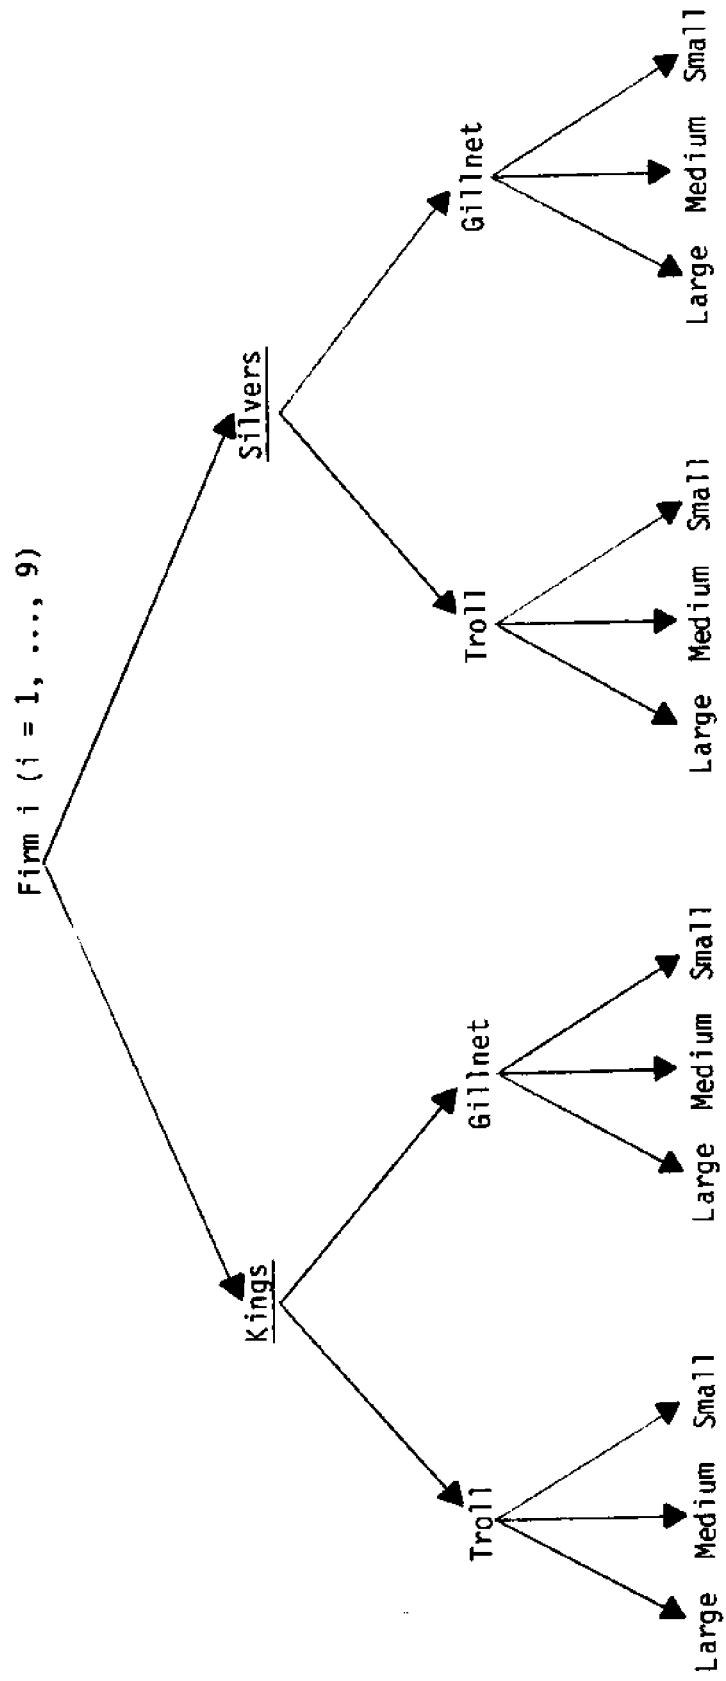 Firm i (i = 1, ..., 9)
Kings Silvers
Troll Gillnet Troll Gillnet
Large Medium Small Large Medium Small Large Medium Small Large Medium Small